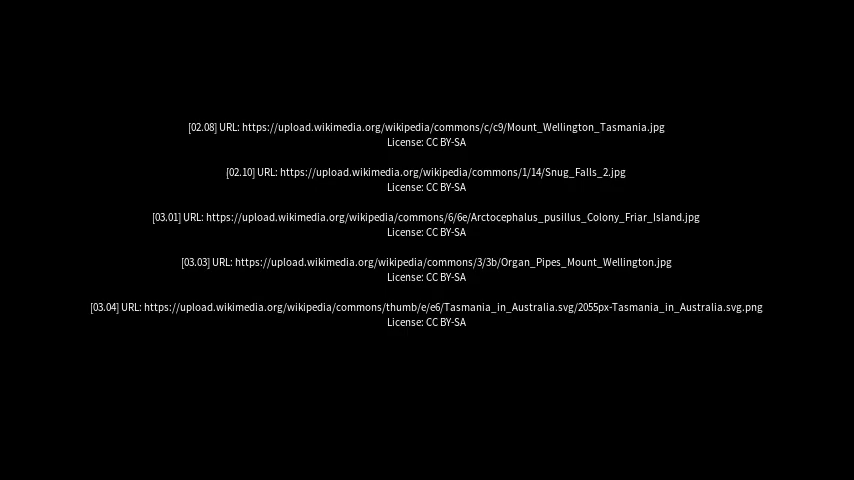 [02.08] URL: https://upload.wikimedia.org/wikipedia/commons/c/c9/Mount_Wellington_Tasmania.jpg
License: CC BY-SA
[02.10] URL: https://upload.wikimedia.org/wikipedia/commons/1/14/Snug_Falls_2.jpg
License: CC BY-SA
[03.01] URL: https://upload.wikimedia.org/wikipedia/commons/6/6e/Arctocephalus_pusillus_Colony_Friar_Island.jpg
License: CC BY-SA
[03.03] URL: https://upload.wikimedia.org/wikipedia/commons/3/3b/Organ_Pipes_Mount_Wellington.jpg
License: CC BY-SA
[03.04] URL: https://upload.wikimedia.org/wikipedia/commons/thumb/e/e6/Tasmania_in_Australia.svg/2055px-Tasmania_in_Australia.svg.png
License: CC BY-SA